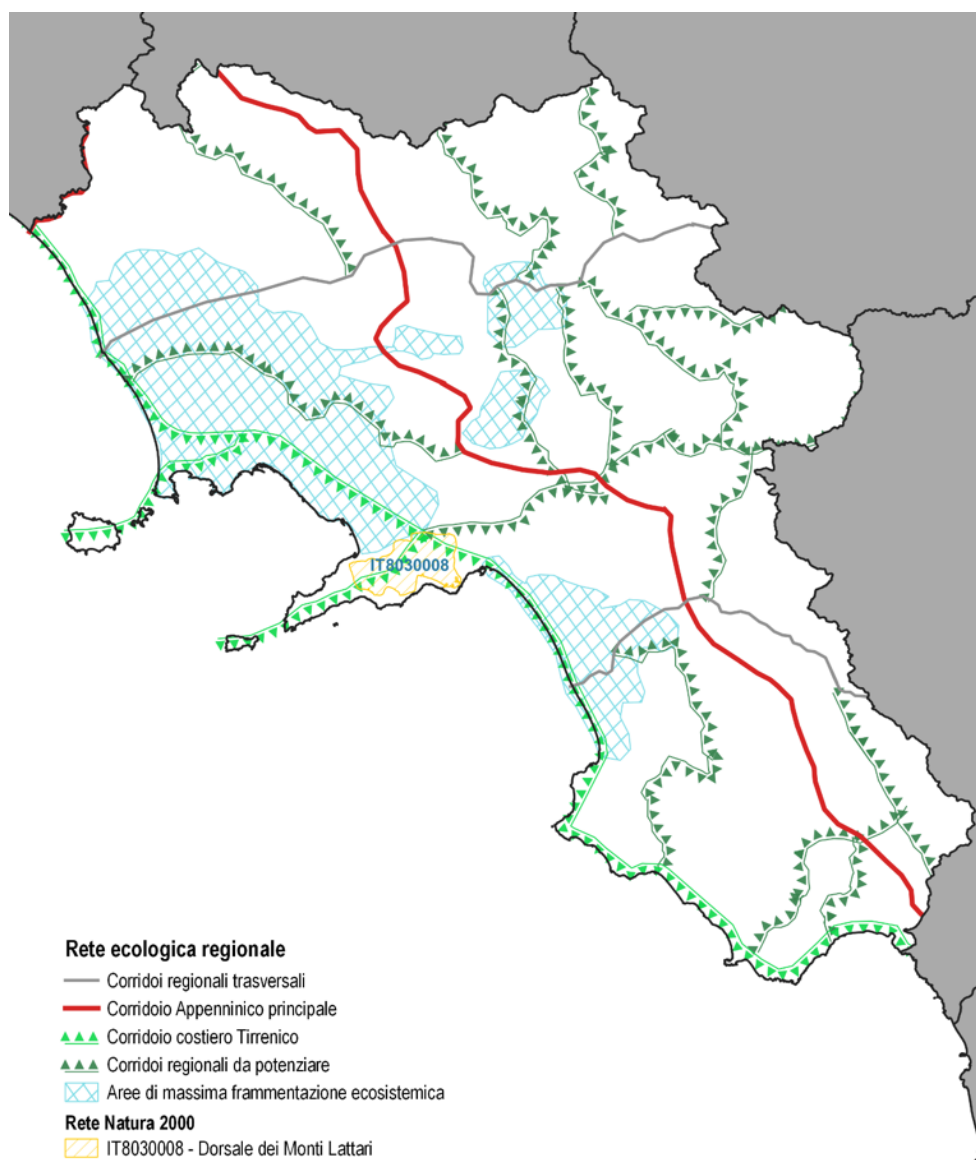 IT8030008
Rete ecologica regionale
Corridoi regionali trasversali
Corridoio Appenninico principale
Corridoio costiero Tirrenico
Corridoi regionali da potenziare
Aree di massima frammentazione ecosistemica
Rete Natura 2000
IT8030008 - Dorsale dei Monti Lattari